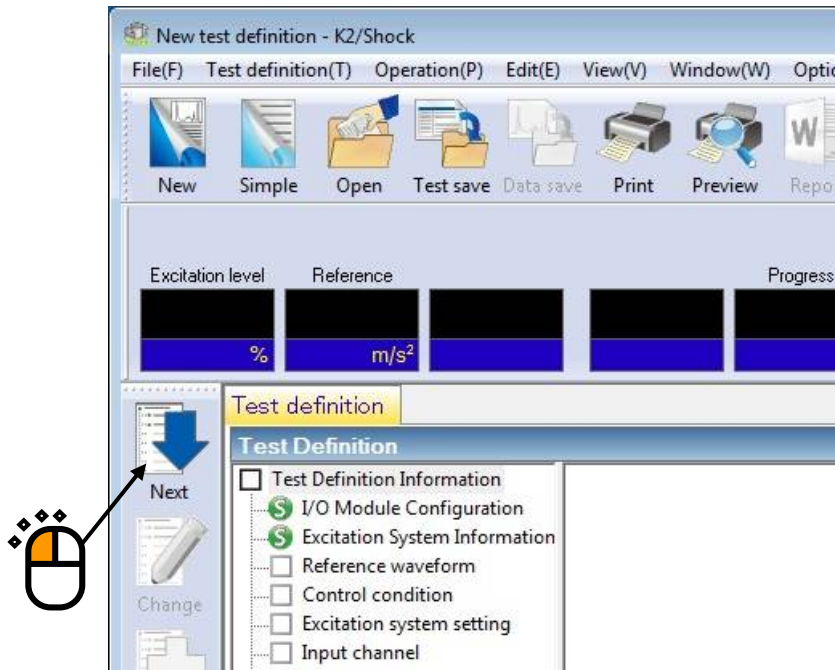 New test definition - K2/Shock
File(F) Test definition(T) Operation(P) Edit(E) View(V) Window(W) Optio
New Simple Open Test save Data save Print Preview Repo
W
Excitation level Reference Progress
% m/s²
Test definition
Test Definition
Next
Change
Test Definition Information
S I/O Module Configuration
S Excitation System Information
Reference waveform
Control condition
Excitation system setting
Input channel